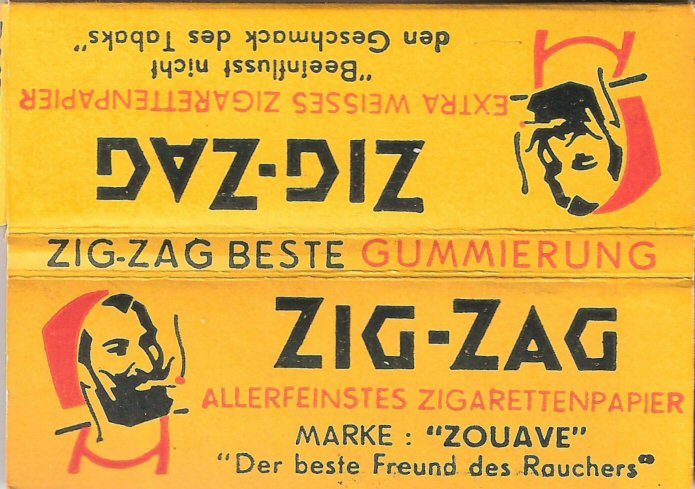 ZIG-ZAG
EXTRA WEISSES ZIGARETTENPAPIER
"Beeinflusst nicht
den Geschmack des Tabaks"
ZIG-ZAG BESTE GUMMIERUNG
ZIG-ZAG
ALLERFEINSTES ZIGARETTENPAPIER
MARKE : "ZOUAVE"
"Der beste Freund des Rauchers"